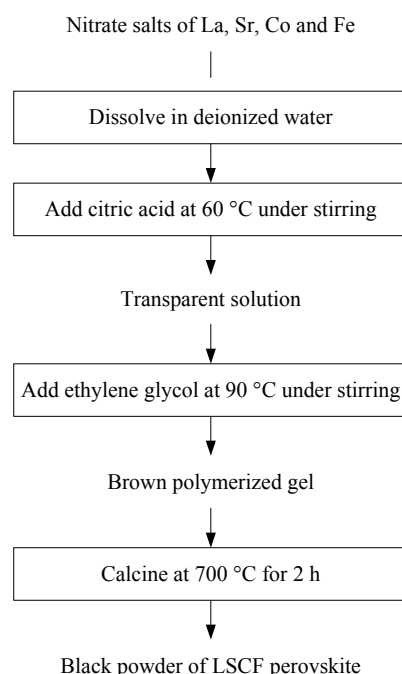 Nitrate salts of La, Sr, Co and Fe
Dissolve in deionized water
Add citric acid at 60 °C under stirring
Transparent solution
Add ethylene glycol at 90 °C under stirring
Brown polymerized gel
Calcine at 700 °C for 2 h
Black powder of LSCF perovskite